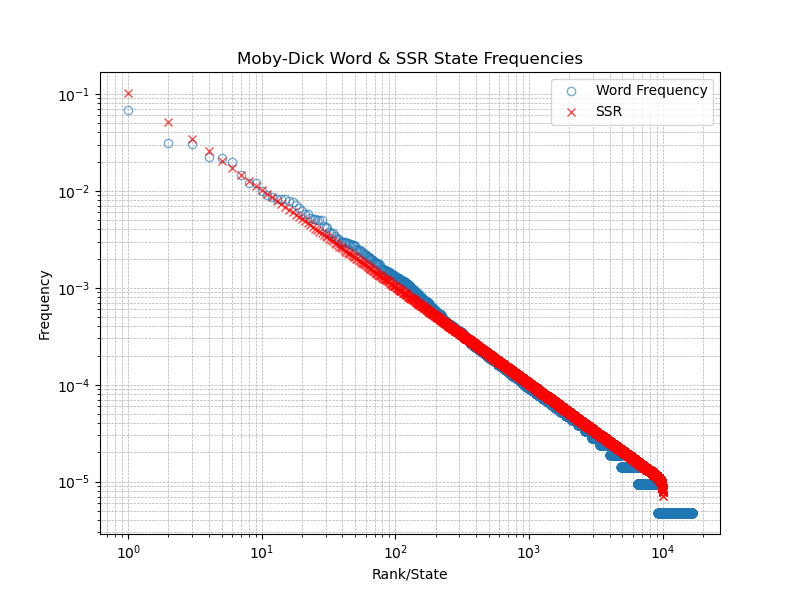 Moby-Dick Word & SSR State Frequencies
Word Frequency
SSR
Frequency
10⁻¹
10⁻²
10⁻³
10⁻⁴
10⁻⁵
10⁰
10¹
10²
10³
10⁴
Rank/State